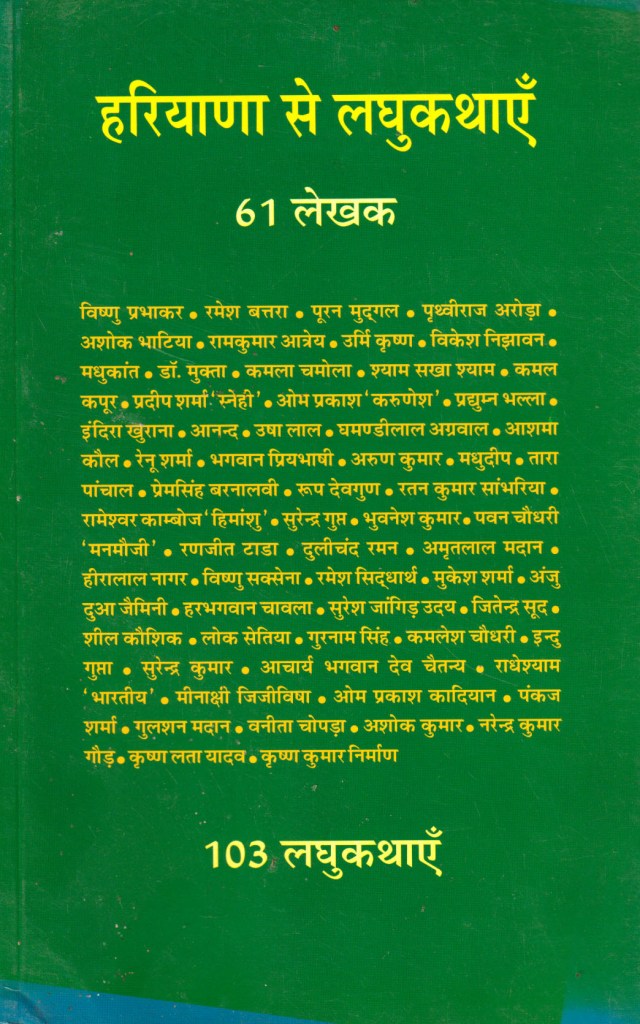 हरियाणा से लघुकथाएँ
61 लेखक
विष्णु प्रभाकर • रमेश बत्तरा • पूरन मुद्गल • पृथ्वीराज अरोड़ा •
अशोक भाटिया • रामकुमार आत्रेय • उर्मि कृष्ण • विकेश निझावन •
मधुकांत • डॉ. मुक्ता • कमला चमोला • श्याम सखा श्याम • कमल
कपूर • प्रदीप शर्मा 'स्नेही' • ओभ प्रकाश 'करुणेश' • प्रद्युम्न भल्ला •
इंदिरा खुराना • आनन्द • उषा लाल • घमण्डीलाल अग्रवाल • आशमा
कौल • रेनू शर्मा • भगवान प्रियभाषी • अरुण कुमार • मधुदीप • तारा
पांचाल • प्रेमसिंह बरनालवी • रूप देवगुण • रतन कुमार सांभरिया •
रामेश्वर काम्बोज 'हिमांशु' • सुरेन्द्र गुप्त • भुवनेश कुमार • पवन चौधरी
'मनमौजी' • रणजीत टाडा • दुलीचंद रमन • अमृतलाल मदान •
हीरालाल नागर • विष्णु सक्सेना • रमेश सिद्धार्थ • मुकेश शर्मा • अंजु
दुआ जैमिनी • हरभगवान चावला • सुरेश जांगिड़ उदय • जितेन्द्र सूद •
शील कौशिक • लोक सेतिया • गुरनाम सिंह • कमलेश चौधरी • इन्दु
गुप्ता • सुरेन्द्र कुमार • आचार्य भगवान देव चैतन्य • राधेश्याम
'भारतीय' • मीनाक्षी जिजीविषा • ओम प्रकाश कादियान • पंकज
शर्मा • गुलशन मदान • वनीता चोपड़ा • अशोक कुमार • नरेन्द्र कुमार
गौड़ • कृष्ण लता यादव • कृष्ण कुमार निर्माण
103 लघुकथाएँ